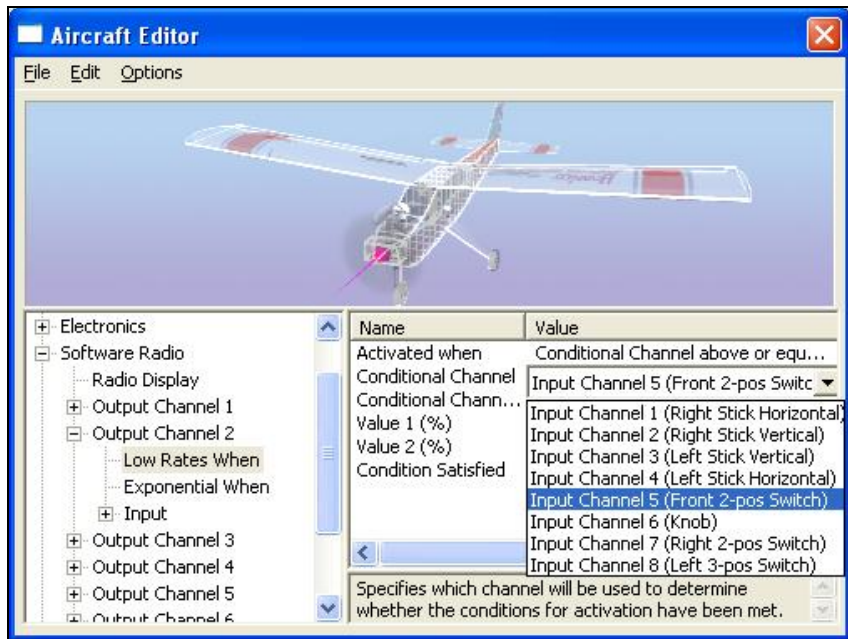 Aircraft Editor
File Edit Options
Electronics
Software Radio
Radio Display
Output Channel 1
Output Channel 2
Low Rates When
Exponential When
Input
Output Channel 3
Output Channel 4
Output Channel 5
Output Channel 6
Name Value
Activated when Conditional Channel above or equ...
Conditional Channel Input Channel 5 (Front 2-pos Switc
Conditional Chann...
Value 1 (%)
Value 2 (%)
Condition Satisfied
Input Channel 1 (Right Stick Horizontal)
Input Channel 2 (Right Stick Vertical)
Input Channel 3 (Left Stick Vertical)
Input Channel 4 (Left Stick Horizontal)
Input Channel 5 (Front 2-pos Switch)
Input Channel 6 (Knob)
Input Channel 7 (Right 2-pos Switch)
Input Channel 8 (Left 3-pos Switch)
Specifies which channel will be used to determine
whether the conditions for activation have been met.